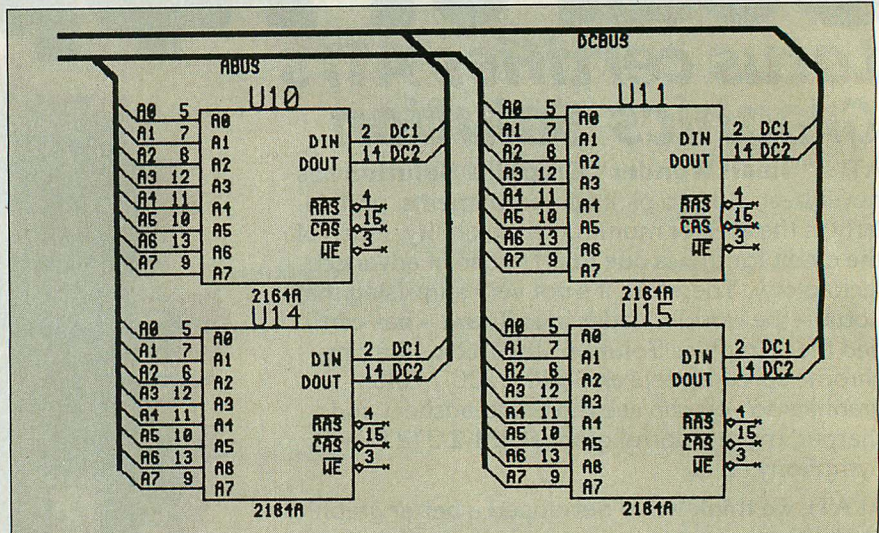 DCBUS
ABUS
U10
A0 5 A0
A1 7 A1
A2 6 A2
A3 12 A3
A4 11 A4
A5 10 A5
A6 13 A6
A7 9 A7
DIN 2 DC1
DOUT 14 DC2
RAS 4
CAS 15
WE 3
2164A
U11
A0 5 A0
A1 7 A1
A2 6 A2
A3 12 A3
A4 11 A4
A5 10 A5
A6 13 A6
A7 9 A7
DIN 2 DC1
DOUT 14 DC2
RAS 4
CAS 15
WE 3
2164A
U14
A0 5 A0
A1 7 A1
A2 6 A2
A3 12 A3
A4 11 A4
A5 10 A5
A6 13 A6
A7 9 A7
DIN 2 DC1
DOUT 14 DC2
RAS 4
CAS 15
WE 3
2164A
U15
A0 5 A0
A1 7 A1
A2 6 A2
A3 12 A3
A4 11 A4
A5 10 A5
A6 13 A6
A7 9 A7
DIN 2 DC1
DOUT 14 DC2
RAS 4
CAS 15
WE 3
2164A